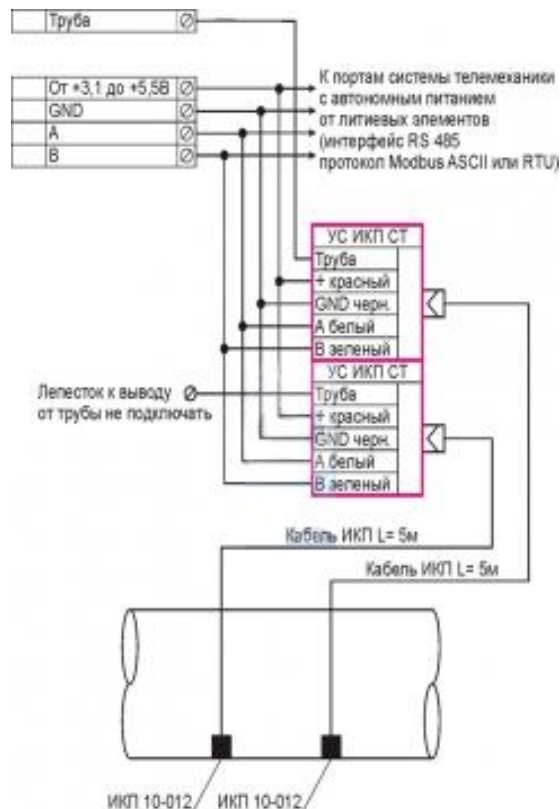 Труба
От +3,1 до +5,5В
GND
A
B
К портам системы телемеханики
с автономным питанием
от литиевых элементов
(интерфейс RS 485
протокол Modbus ASCII или RTU)
УС ИКП СТ
Труба
+ красный
GND черн.
А белый
В зеленый
УС ИКП СТ
Труба
+ красный
GND черн.
А белый
В зеленый
Лепесток к выводу
от трубы не подключать
Кабель ИКП L= 5м
Кабель ИКП L= 5м
ИКП 10-012
ИКП 10-012